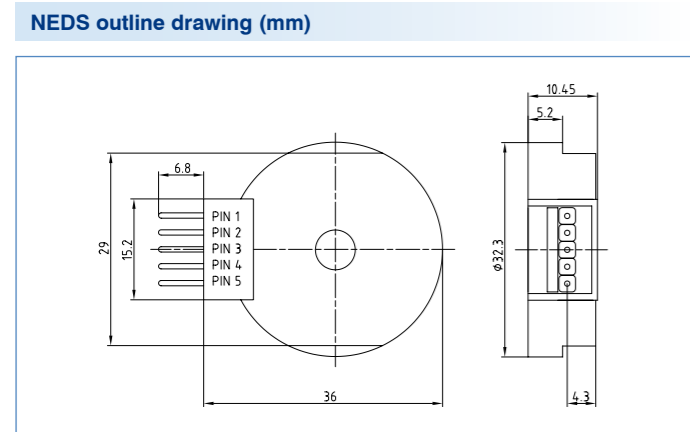 NEDS outline drawing (mm)
10.45
5.2
6.8
PIN 1
PIN 2
PIN 3
PIN 4
PIN 5
29
15.2
ø32.3
36
4.3